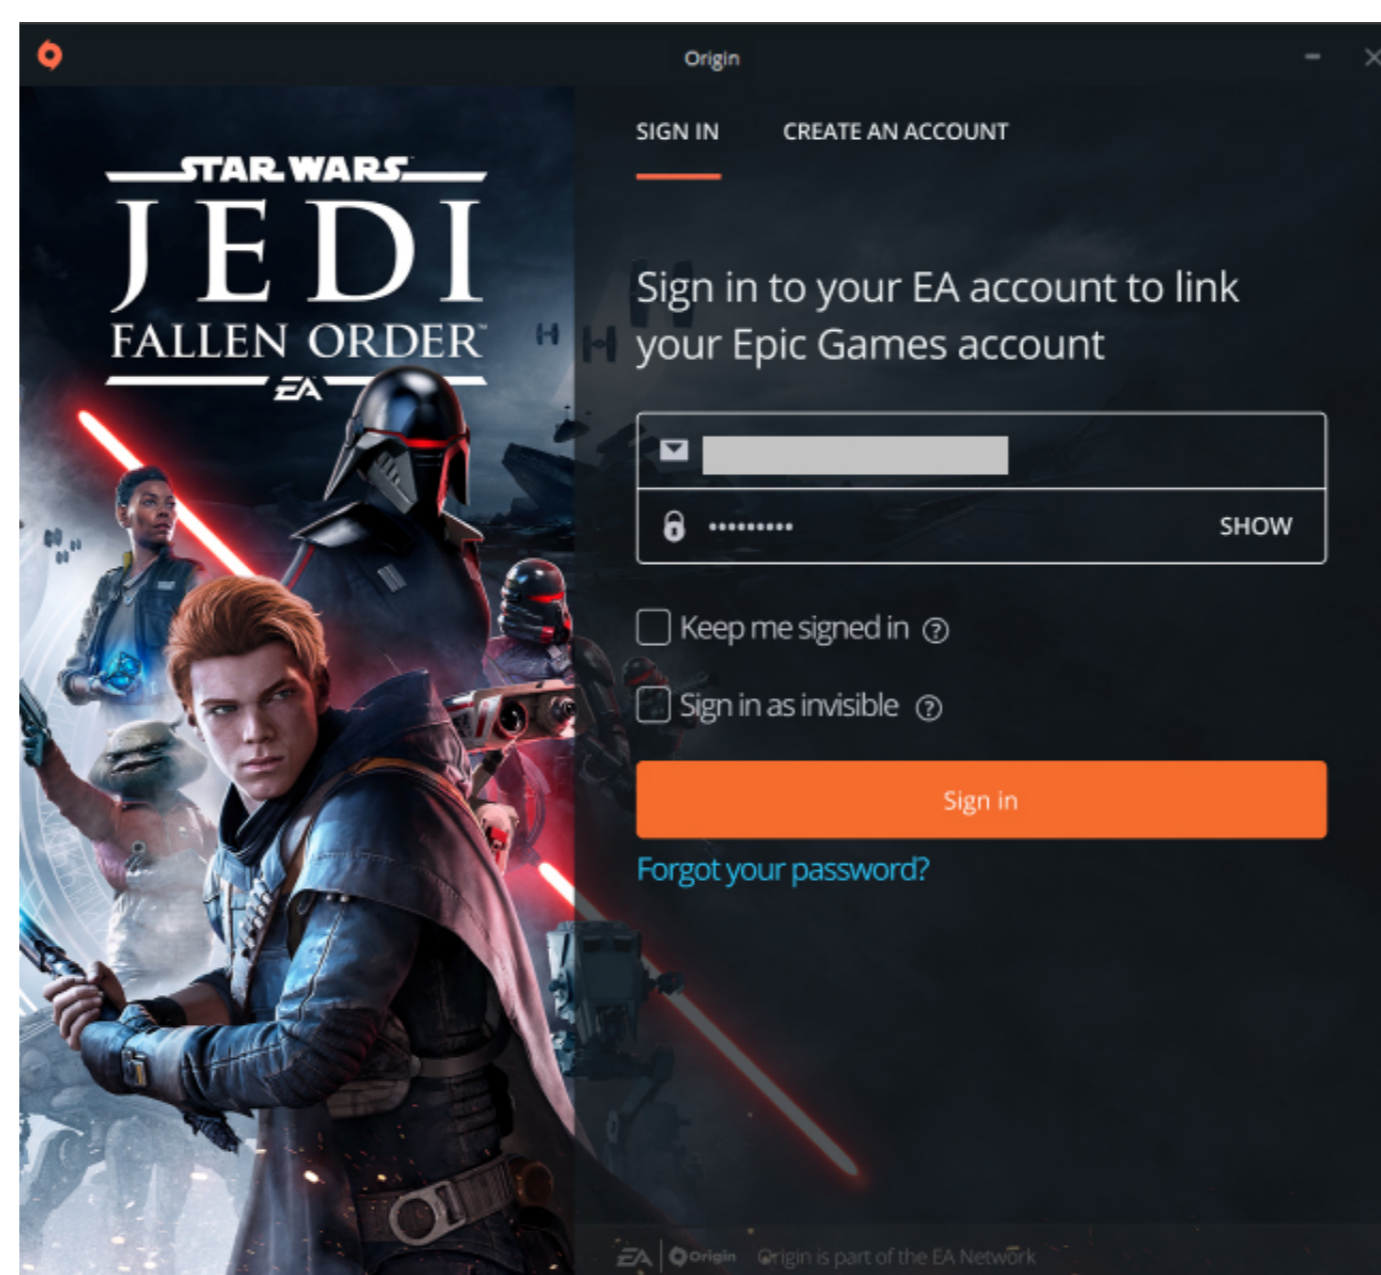 Origin
STAR WARS
JEDI
FALLEN ORDER™
EA
SIGN IN
CREATE AN ACCOUNT
Sign in to your EA account to link
your Epic Games account
•••••••••
SHOW
Keep me signed in ?
Sign in as invisible ?
Sign in
Forgot your password?
EA | Origin Origin is part of the EA Network